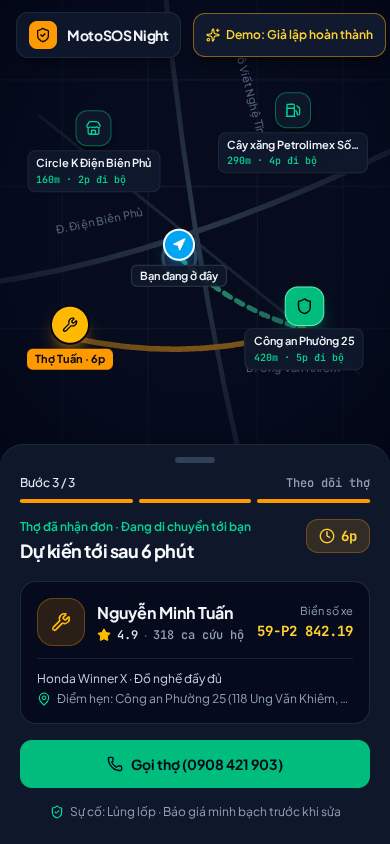 MotoSOS Night
Demo: Giả lập hoàn thành
Circle K Điện Biên Phủ
160m · 2p đi bộ
Cây xăng Petrolimex Số...
290m · 4p đi bộ
Đ. Điện Biên Phủ
Bạn đang ở đây
Thợ Tuấn · 6p
Công an Phường 25
420m · 5p đi bộ
Bước 3 / 3
Theo dõi thợ
Thợ đã nhận đơn · Đang di chuyển tới bạn
Dự kiến tới sau 6 phút
6p
Nguyễn Minh Tuấn
Biển số xe
4.9 · 318 ca cứu hộ
59-P2 842.19
Honda Winner X · Đồ nghề đầy đủ
Điểm hẹn: Công an Phường 25 (118 Ung Văn Khiêm, ...
Gọi thợ (0908 421 903)
Sự cố: Lủng lốp · Báo giá minh bạch trước khi sửa